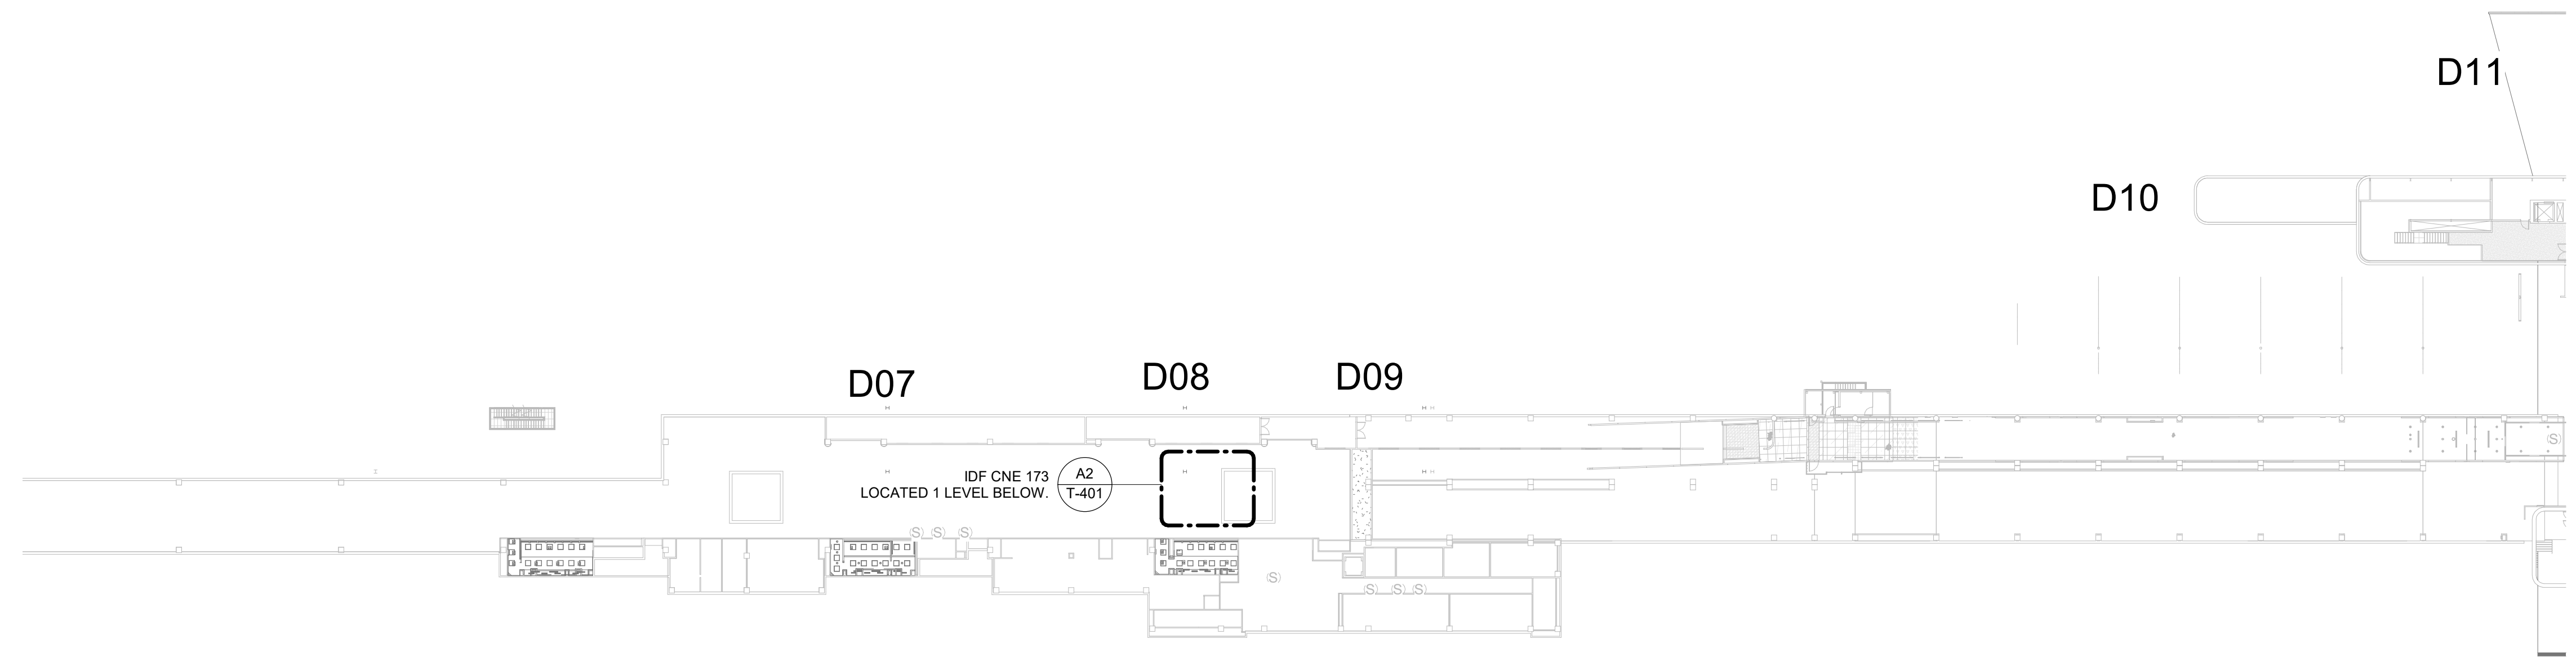 D11
D10
D07
D08
D09
IDF CNE 173
LOCATED 1 LEVEL BELOW.
A2
T-401
(S)
(S) (S) (S)
(S)
(S) (S) (S)